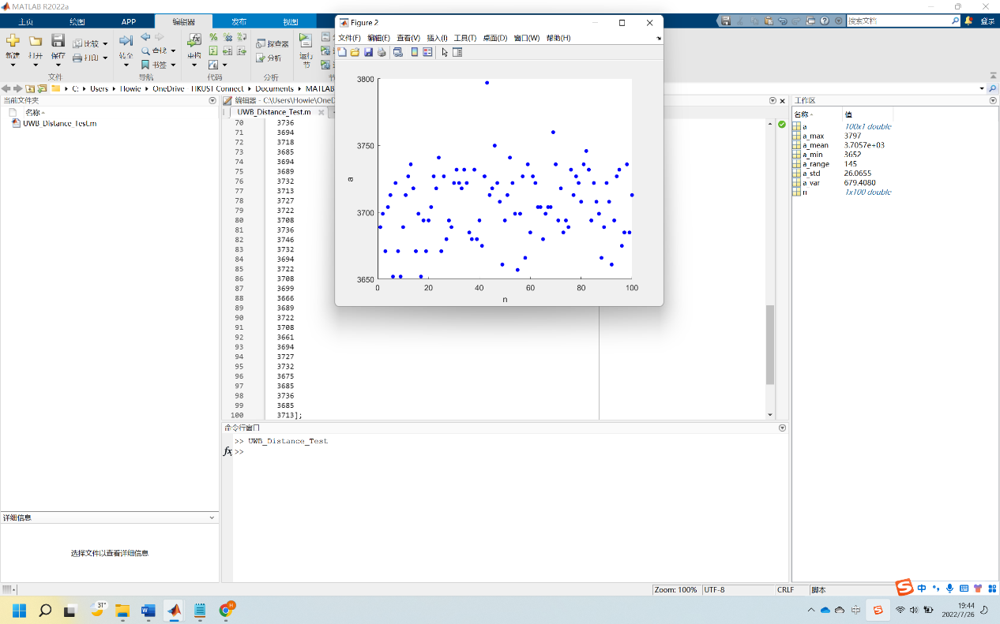 MATLAB R2022a
主页 绘图 APP 编辑器 发布 视图
搜索文档
登录
新建 打开 保存 比较 打印 转至 查找 书签 重构 探查器 分析 运行节
文件 导航 代码 分析
C: Users Howie OneDrive - HKUST Connect Documents MATLAB
当前文件夹
名称
UWB_Distance_Test.m
详细信息
选择文件以查看详细信息
编辑器 - C:\Users\Howie\OneD
UWB_Distance_Test.m
70 3736
71 3694
72 3718
73 3685
74 3694
75 3689
76 3732
77 3713
78 3727
79 3722
80 3708
81 3736
82 3746
83 3732
84 3694
85 3722
86 3708
87 3699
88 3666
89 3689
90 3722
91 3708
92 3661
93 3694
94 3727
95 3732
96 3675
97 3685
98 3736
99 3685
100 3713];
Figure 2
文件(F) 编辑(E) 查看(V) 插入(I) 工具(T) 桌面(D) 窗口(W) 帮助(H)
3800
3750
a
3700
3650
0 20 40 60 80 100
n
命令行窗口
>> UWB_Distance_Test
fx >>
工作区
名称 值
a 100x1 double
a_max 3797
a_mean 3.7057e+03
a_min 3652
a_range 145
a_std 26.0655
a_var 679.4080
n 1x100 double
Zoom: 100% UTF-8 CRLF 脚本
中
31°
中
19:44
2022/7/26